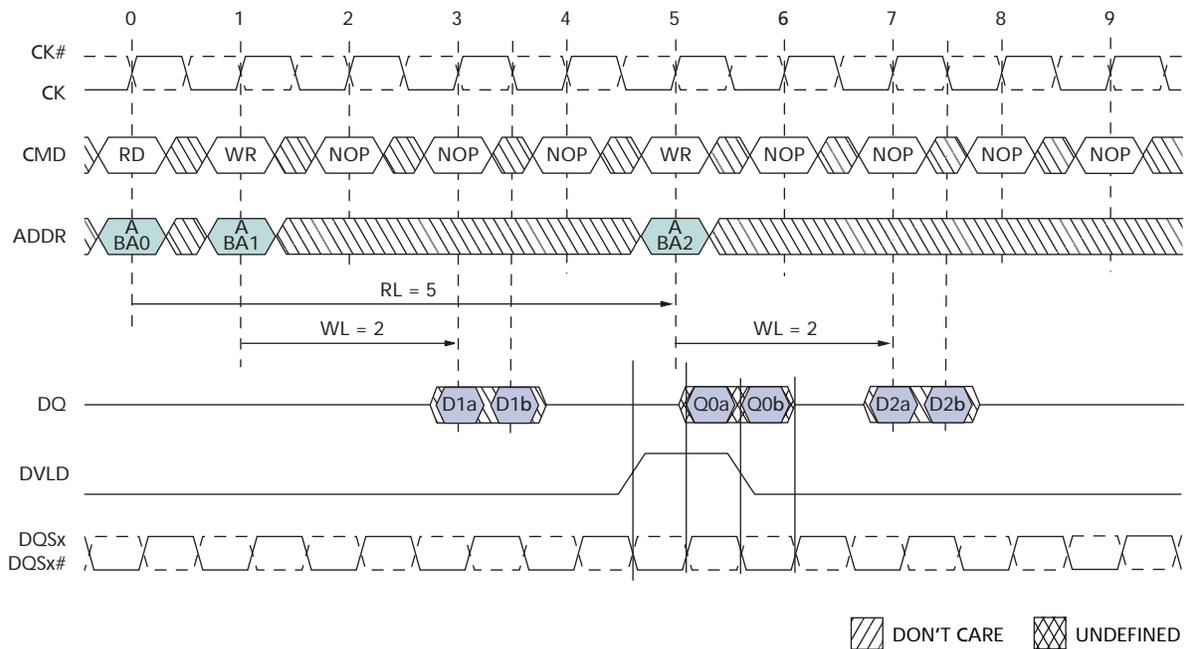 0 1 2 3 4 5 6 7 8 9
CK#
CK
CMD RD WR NOP NOP NOP WR NOP NOP NOP NOP
ADDR A BA0 A BA1 A BA2
RL = 5
WL = 2 WL = 2
DQ D1a D1b Q0a Q0b D2a D2b
DVLD
DQSx
DQSx#
DON'T CARE UNDEFINED